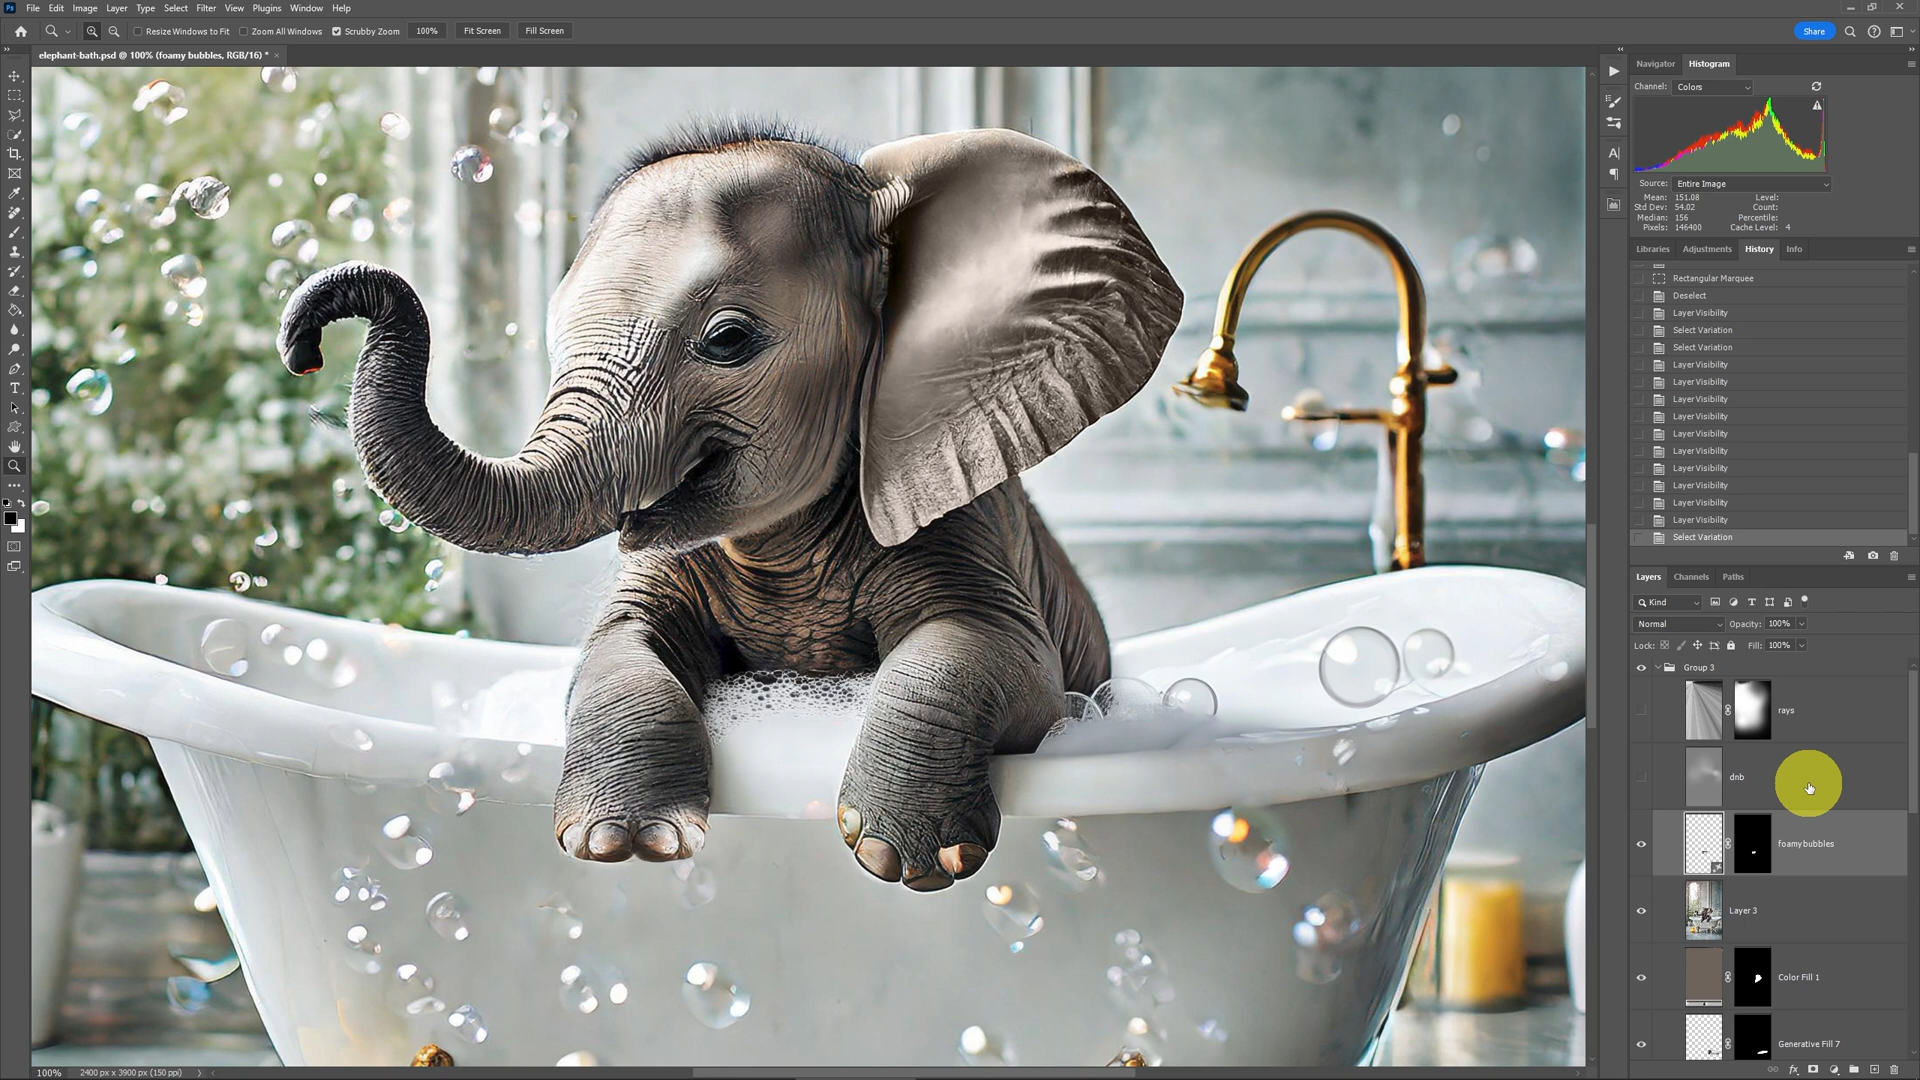 Ps File Edit Image Layer Type Select Filter View Plugins Window Help
Resize Windows to Fit Zoom All Windows Scrubby Zoom 100% Fit Screen Fill Screen Share
elephant-bath.psd @ 100% (foamy bubbles, RGB/16) *
Navigator Histogram
Channel: Colors
Source: Entire Image
Mean: 151.08 Level:
Std Dev: 54.02 Count:
Median: 156 Percentile:
Pixels: 146400 Cache Level: 4
Libraries Adjustments History Info
Rectangular Marquee
Deselect
Layer Visibility
Select Variation
Select Variation
Layer Visibility
Layer Visibility
Layer Visibility
Layer Visibility
Layer Visibility
Layer Visibility
Layer Visibility
Layer Visibility
Layer Visibility
Layer Visibility
Select Variation
Layers Channels Paths
Kind
Normal Opacity: 100%
Lock: Fill: 100%
Group 3
rays
dnb
foamy bubbles
Layer 3
Color Fill 1
Generative Fill 7
100% 2400 px x 3900 px (150 ppi)